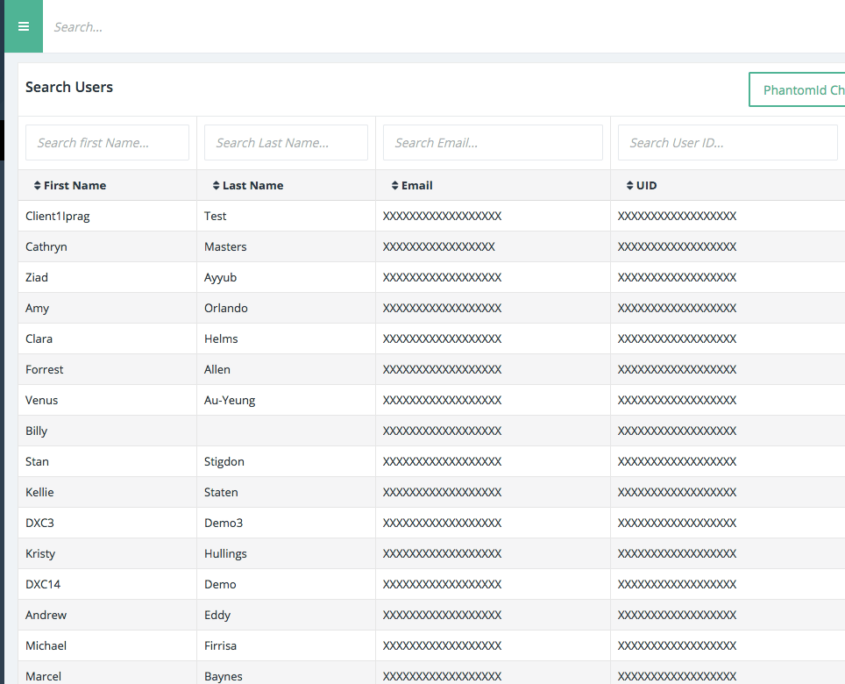 Search...
Search Users PhantomId Ch
Search first Name... Search Last Name... Search Email... Search User ID...
First Name Last Name Email UID
Client1lprag Test XXXXXXXXXXXXXXXXXX XXXXXXXXXXXXXXXXXX
Cathryn Masters XXXXXXXXXXXXXXXXX XXXXXXXXXXXXXXXXXX
Ziad Ayyub XXXXXXXXXXXXXXXXXX XXXXXXXXXXXXXXXXXX
Amy Orlando XXXXXXXXXXXXXXXXXX XXXXXXXXXXXXXXXXXX
Clara Helms XXXXXXXXXXXXXXXXXX XXXXXXXXXXXXXXXXXX
Forrest Allen XXXXXXXXXXXXXXXXXX XXXXXXXXXXXXXXXXXX
Venus Au-Yeung XXXXXXXXXXXXXXXXXX XXXXXXXXXXXXXXXXXX
Billy XXXXXXXXXXXXXXXXXX XXXXXXXXXXXXXXXXXX
Stan Stigdon XXXXXXXXXXXXXXXXXX XXXXXXXXXXXXXXXXXX
Kellie Staten XXXXXXXXXXXXXXXXXX XXXXXXXXXXXXXXXXXX
DXC3 Demo3 XXXXXXXXXXXXXXXXXX XXXXXXXXXXXXXXXXXX
Kristy Hullings XXXXXXXXXXXXXXXXXX XXXXXXXXXXXXXXXXXX
DXC14 Demo XXXXXXXXXXXXXXXXXX XXXXXXXXXXXXXXXXXX
Andrew Eddy XXXXXXXXXXXXXXXXXX XXXXXXXXXXXXXXXXXX
Michael Firrisa XXXXXXXXXXXXXXXXXX XXXXXXXXXXXXXXXXXX
Marcel Baynes XXXXXXXXXXXXXXXXXX XXXXXXXXXXXXXXXXXX